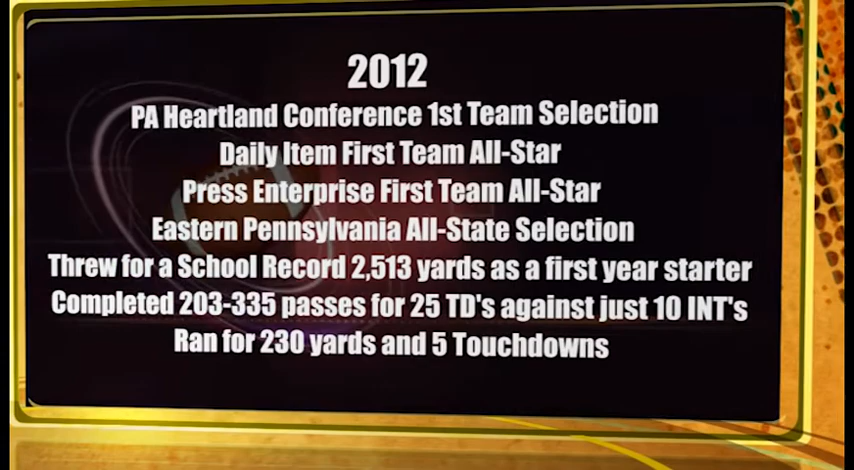 2012
PA Heartland Conference 1st Team Selection
Daily Item First Team All-Star
Press Enterprise First Team All-Star
Eastern Pennsylvania All-State Selection
Threw for a School Record 2,513 yards as a first year starter
Completed 203-335 passes for 25 TD's against just 10 INT's
Ran for 230 yards and 5 Touchdowns